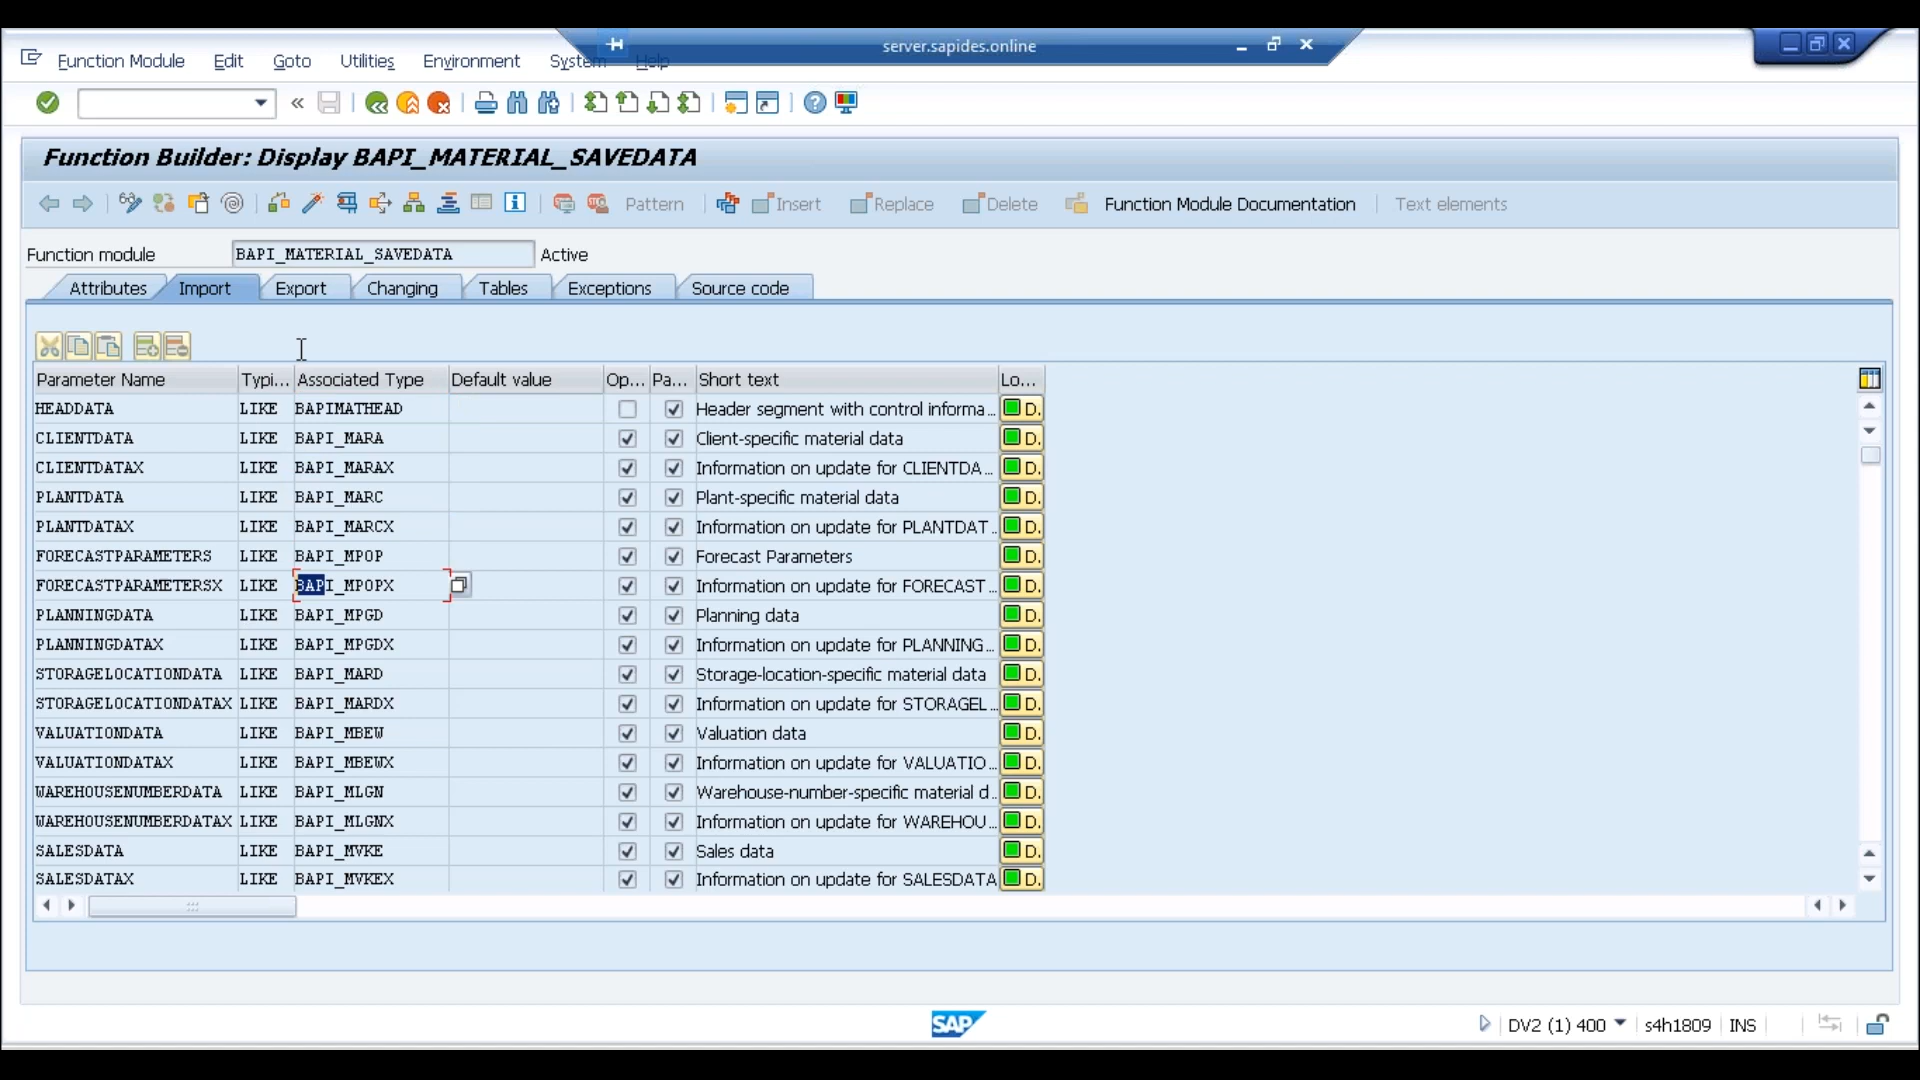 server.sapides.online
Function Module Edit Goto Utilities Environment System Help
Function Builder: Display BAPI_MATERIAL_SAVEDATA
Pattern Insert Replace Delete Function Module Documentation Text elements
Function module BAPI_MATERIAL_SAVEDATA Active
Attributes Import Export Changing Tables Exceptions Source code
Parameter Name Typi... Associated Type Default value Op... Pa... Short text Lo...
HEADDATA LIKE BAPIMATHEAD Header segment with control informa... D.
CLIENTDATA LIKE BAPI_MARA Client-specific material data D.
CLIENTDATAX LIKE BAPI_MARAX Information on update for CLIENTDA... D.
PLANTDATA LIKE BAPI_MARC Plant-specific material data D.
PLANTDATAX LIKE BAPI_MARCX Information on update for PLANTDAT... D.
FORECASTPARAMETERS LIKE BAPI_MPOP Forecast Parameters D.
FORECASTPARAMETERSX LIKE BAPI_MPOPX Information on update for FORECAST... D.
PLANNINGDATA LIKE BAPI_MPGD Planning data D.
PLANNINGDATAX LIKE BAPI_MPGDX Information on update for PLANNING... D.
STORAGELOCATIONDATA LIKE BAPI_MARD Storage-location-specific material data D.
STORAGELOCATIONDATAX LIKE BAPI_MARDX Information on update for STORAGEL... D.
VALUATIONDATA LIKE BAPI_MBEW Valuation data D.
VALUATIONDATAX LIKE BAPI_MBEWX Information on update for VALUATIO... D.
WAREHOUSENUMBERDATA LIKE BAPI_MLGN Warehouse-number-specific material d... D.
WAREHOUSENUMBERDATAX LIKE BAPI_MLGNX Information on update for WAREHOU... D.
SALESDATA LIKE BAPI_MVKE Sales data D.
SALESDATAX LIKE BAPI_MVKEX Information on update for SALESDATA D.
SAP DV2 (1) 400 s4h1809 INS